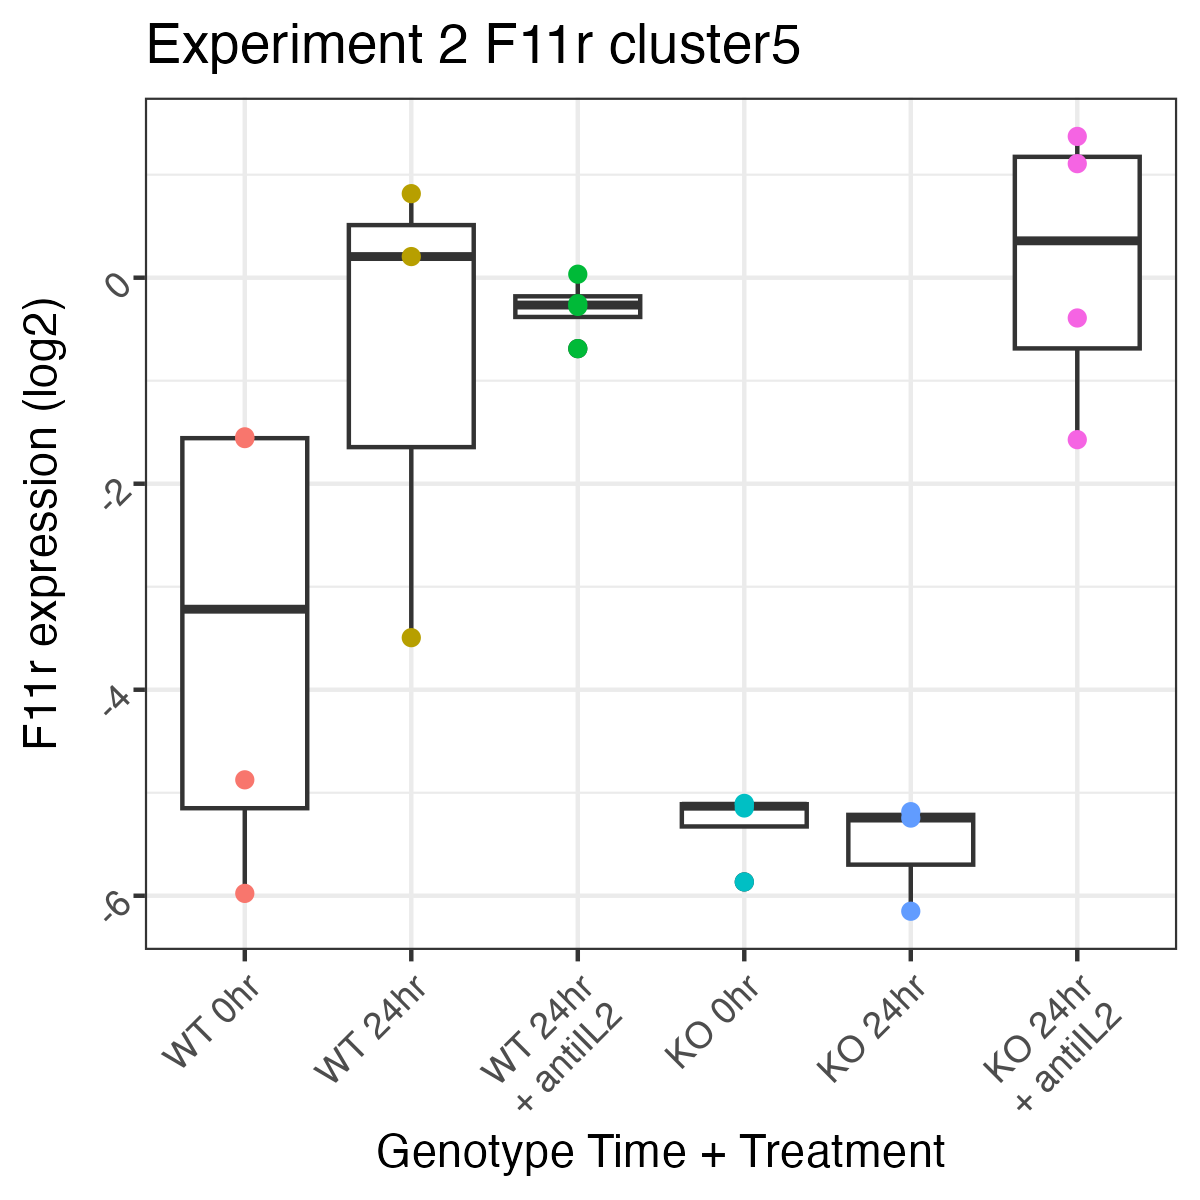 Experiment 2 F11r cluster5
F11r expression (log2)
0
-2
-4
-6
WT 0hr
WT 24hr
WT 24hr
+ antiIL2
KO 0hr
KO 24hr
KO 24hr
+ antiIL2
Genotype Time + Treatment